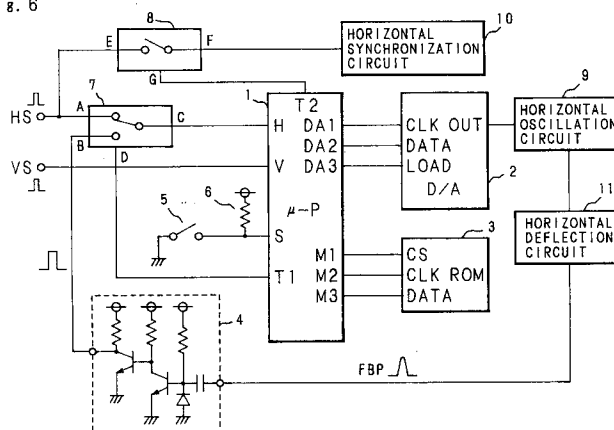 g. 6
8
10
E
F
HORIZONTAL
SYNCHRONIZATION
CIRCUIT
G
7
1
T2
9
HS
A
C
H
DA1
CLK OUT
HORIZONTAL
OSCILLATION
CIRCUIT
B
DA2
DATA
D
DA3
LOAD
VS
V
D/A
2
μ-P
5
6
11
S
3
HORIZONTAL
DEFLECTION
CIRCUIT
M1
CS
T1
M2
CLK ROM
M3
DATA
4
FBP